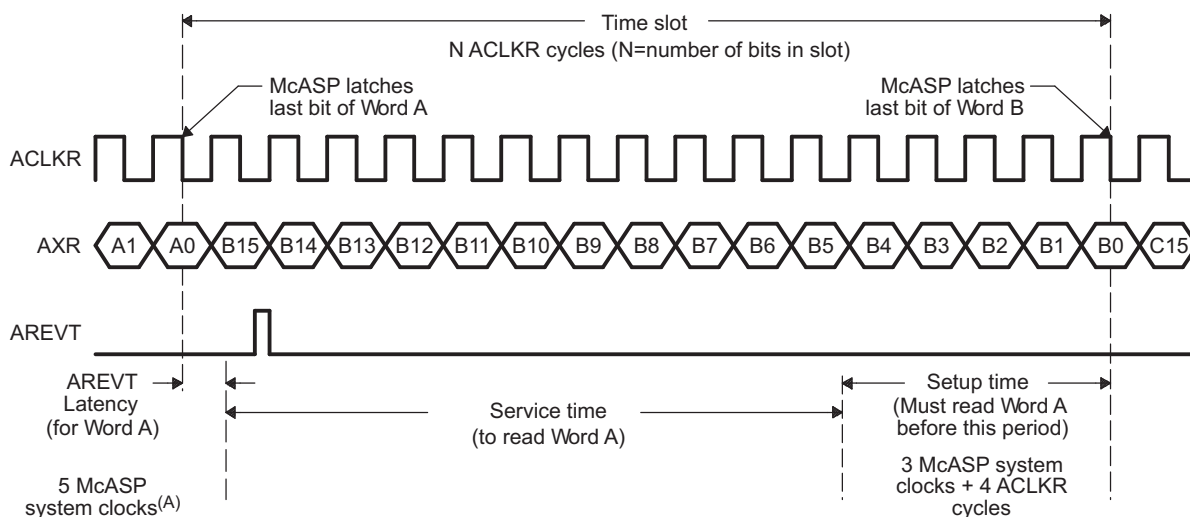 Time slot
N ACLKR cycles (N=number of bits in slot)
McASP latches
last bit of Word A
McASP latches
last bit of Word B
ACLKR
AXR
A1 A0 B15 B14 B13 B12 B11 B10 B9 B8 B7 B6 B5 B4 B3 B2 B1 B0 C15
AREVT
AREVT
Latency
(for Word A)
Service time
(to read Word A)
Setup time
(Must read Word A
before this period)
5 McASP
system clocks(A)
3 McASP system
clocks + 4 ACLKR
cycles